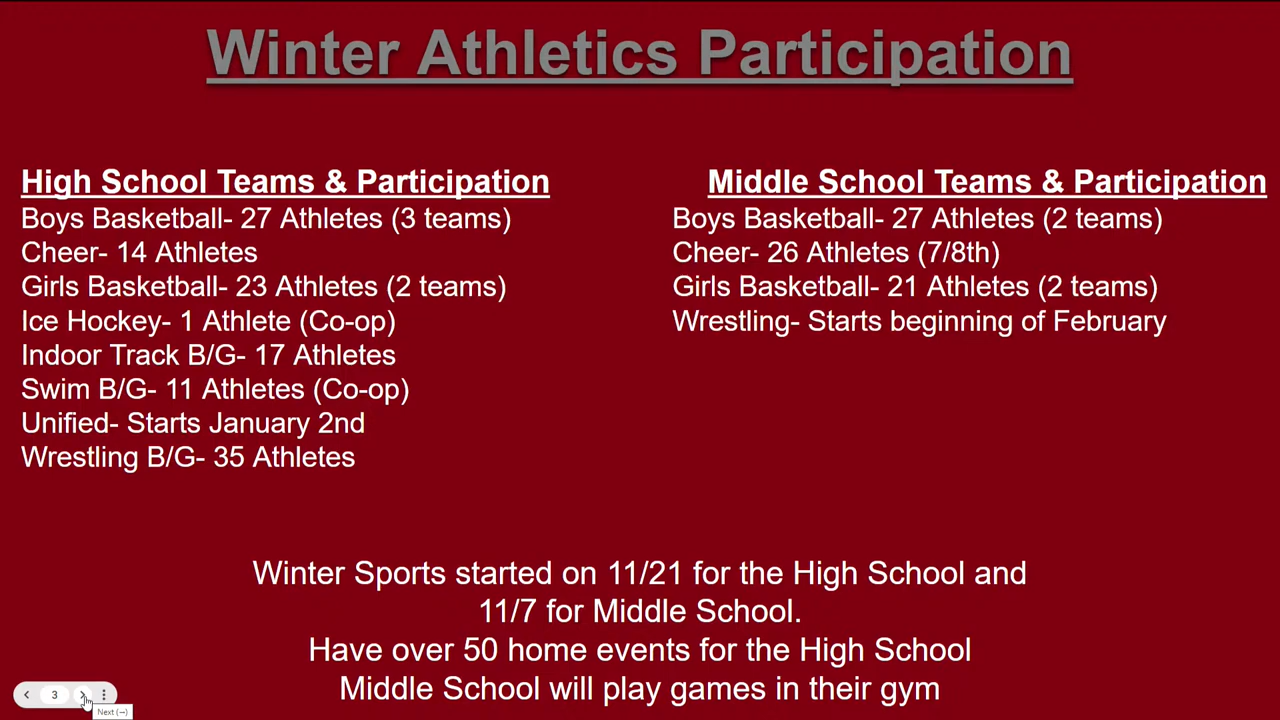 Winter Athletics Participation
High School Teams & Participation
Boys Basketball- 27 Athletes (3 teams)
Cheer- 14 Athletes
Girls Basketball- 23 Athletes (2 teams)
Ice Hockey- 1 Athlete (Co-op)
Indoor Track B/G- 17 Athletes
Swim B/G- 11 Athletes (Co-op)
Unified- Starts January 2nd
Wrestling B/G- 35 Athletes
Middle School Teams & Participation
Boys Basketball- 27 Athletes (2 teams)
Cheer- 26 Athletes (7/8th)
Girls Basketball- 21 Athletes (2 teams)
Wrestling- Starts beginning of February
Winter Sports started on 11/21 for the High School and
11/7 for Middle School.
Have over 50 home events for the High School
Middle School will play games in their gym
3
Next (→)